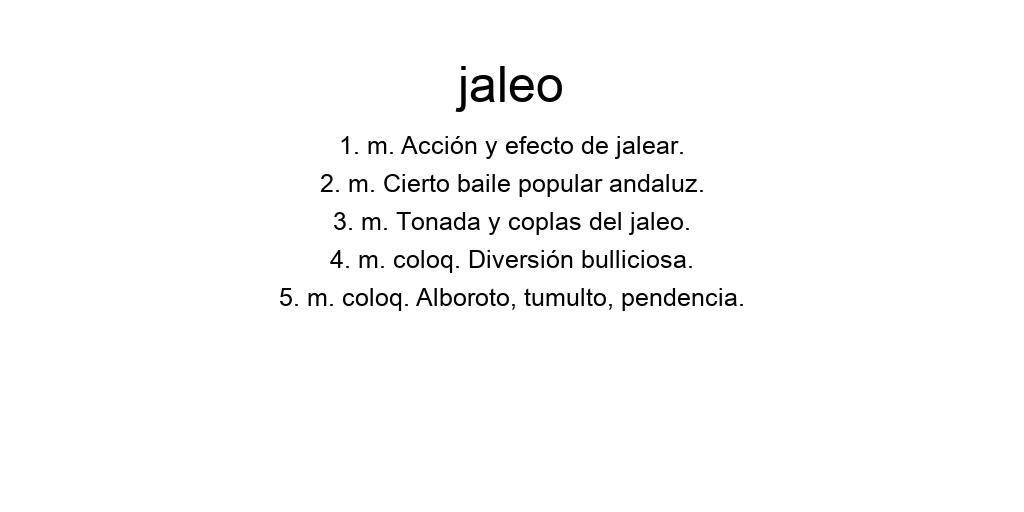 jaleo
1. m. Acción y efecto de jalear.
2. m. Cierto baile popular andaluz.
3. m. Tonada y coplas del jaleo.
4. m. coloq. Diversión bulliciosa.
5. m. coloq. Alboroto, tumulto, pendencia.